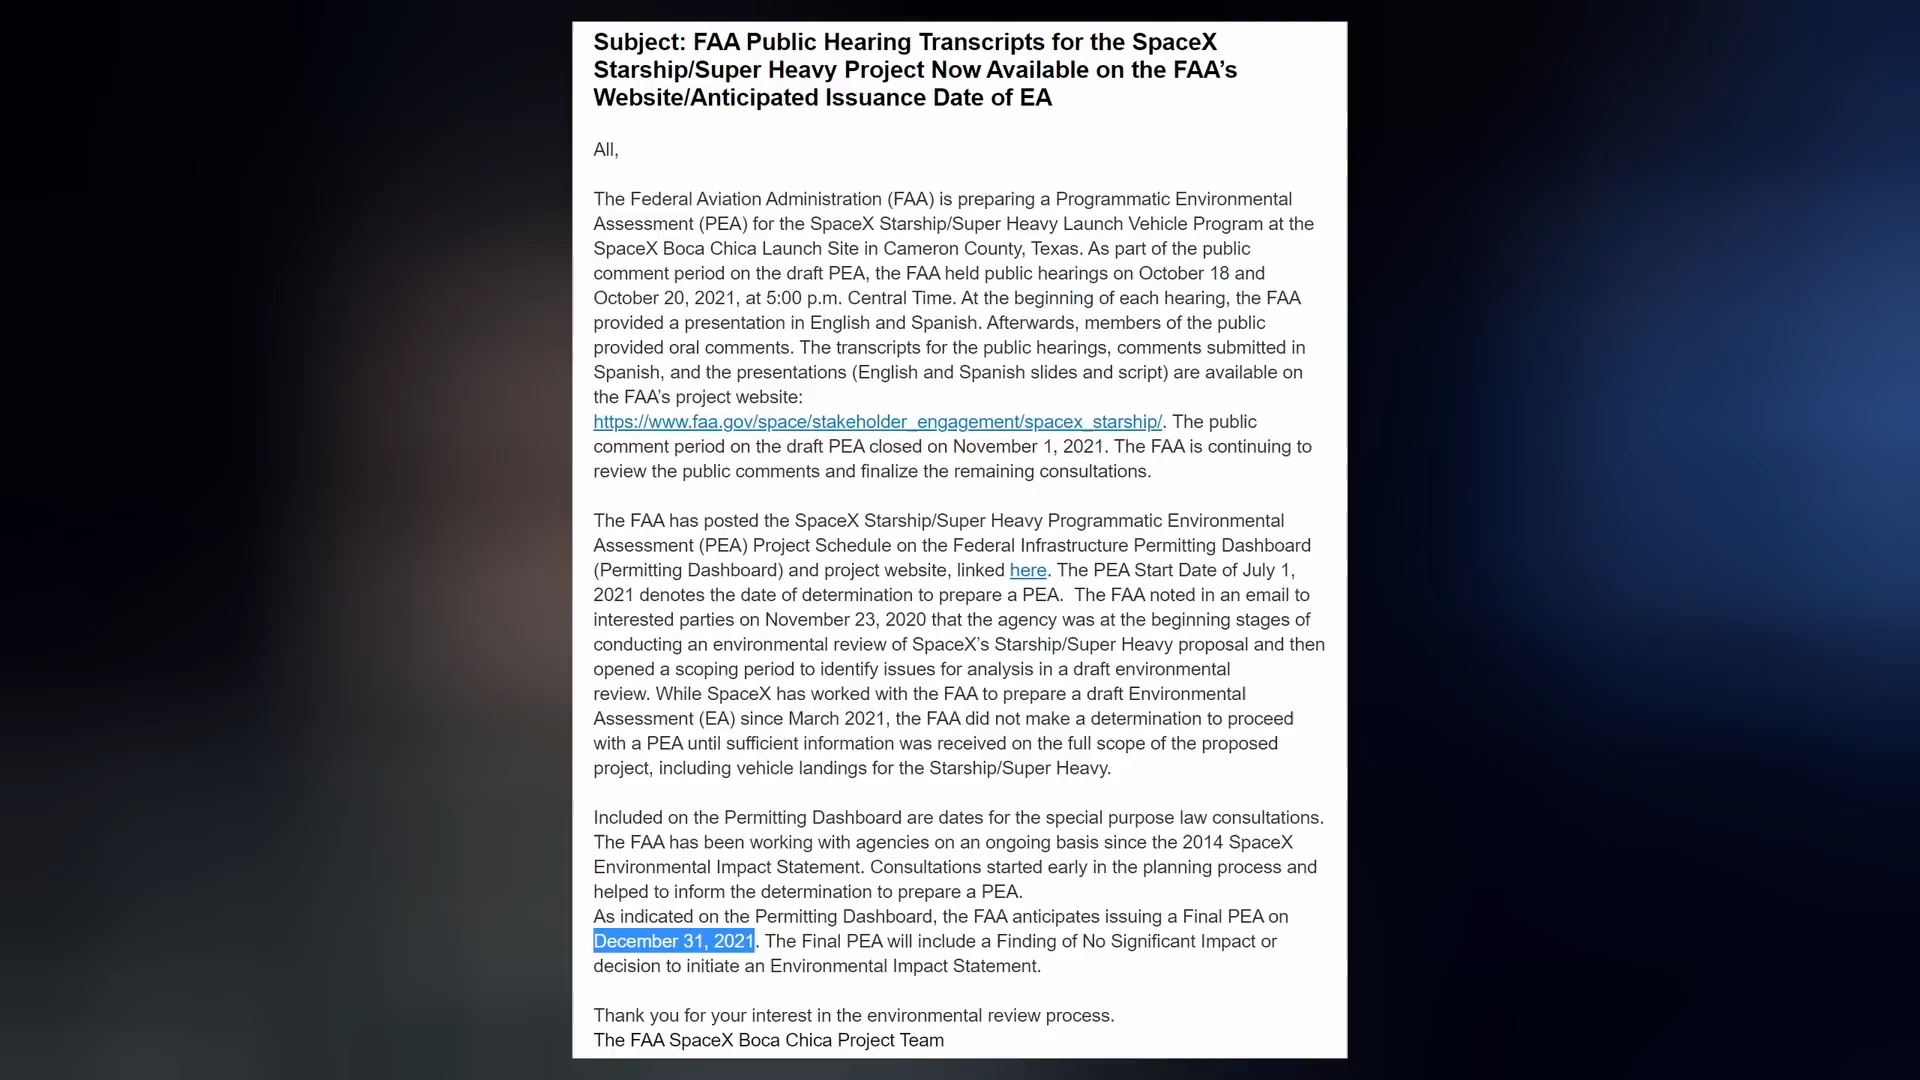 Subject: FAA Public Hearing Transcripts for the SpaceX
Starship/Super Heavy Project Now Available on the FAA’s
Website/Anticipated Issuance Date of EA
All,
The Federal Aviation Administration (FAA) is preparing a Programmatic Environmental
Assessment (PEA) for the SpaceX Starship/Super Heavy Launch Vehicle Program at the
SpaceX Boca Chica Launch Site in Cameron County, Texas. As part of the public
comment period on the draft PEA, the FAA held public hearings on October 18 and
October 20, 2021, at 5:00 p.m. Central Time. At the beginning of each hearing, the FAA
provided a presentation in English and Spanish. Afterwards, members of the public
provided oral comments. The transcripts for the public hearings, comments submitted in
Spanish, and the presentations (English and Spanish slides and script) are available on
the FAA’s project website:
https://www.faa.gov/space/stakeholder_engagement/spacex_starship/. The public
comment period on the draft PEA closed on November 1, 2021. The FAA is continuing to
review the public comments and finalize the remaining consultations.
The FAA has posted the SpaceX Starship/Super Heavy Programmatic Environmental
Assessment (PEA) Project Schedule on the Federal Infrastructure Permitting Dashboard
(Permitting Dashboard) and project website, linked here. The PEA Start Date of July 1,
2021 denotes the date of determination to prepare a PEA.  The FAA noted in an email to
interested parties on November 23, 2020 that the agency was at the beginning stages of
conducting an environmental review of SpaceX’s Starship/Super Heavy proposal and then
opened a scoping period to identify issues for analysis in a draft environmental
review. While SpaceX has worked with the FAA to prepare a draft Environmental
Assessment (EA) since March 2021, the FAA did not make a determination to proceed
with a PEA until sufficient information was received on the full scope of the proposed
project, including vehicle landings for the Starship/Super Heavy.
Included on the Permitting Dashboard are dates for the special purpose law consultations.
The FAA has been working with agencies on an ongoing basis since the 2014 SpaceX
Environmental Impact Statement. Consultations started early in the planning process and
helped to inform the determination to prepare a PEA.
As indicated on the Permitting Dashboard, the FAA anticipates issuing a Final PEA on
December 31, 2021. The Final PEA will include a Finding of No Significant Impact or
decision to initiate an Environmental Impact Statement.
Thank you for your interest in the environmental review process.
The FAA SpaceX Boca Chica Project Team